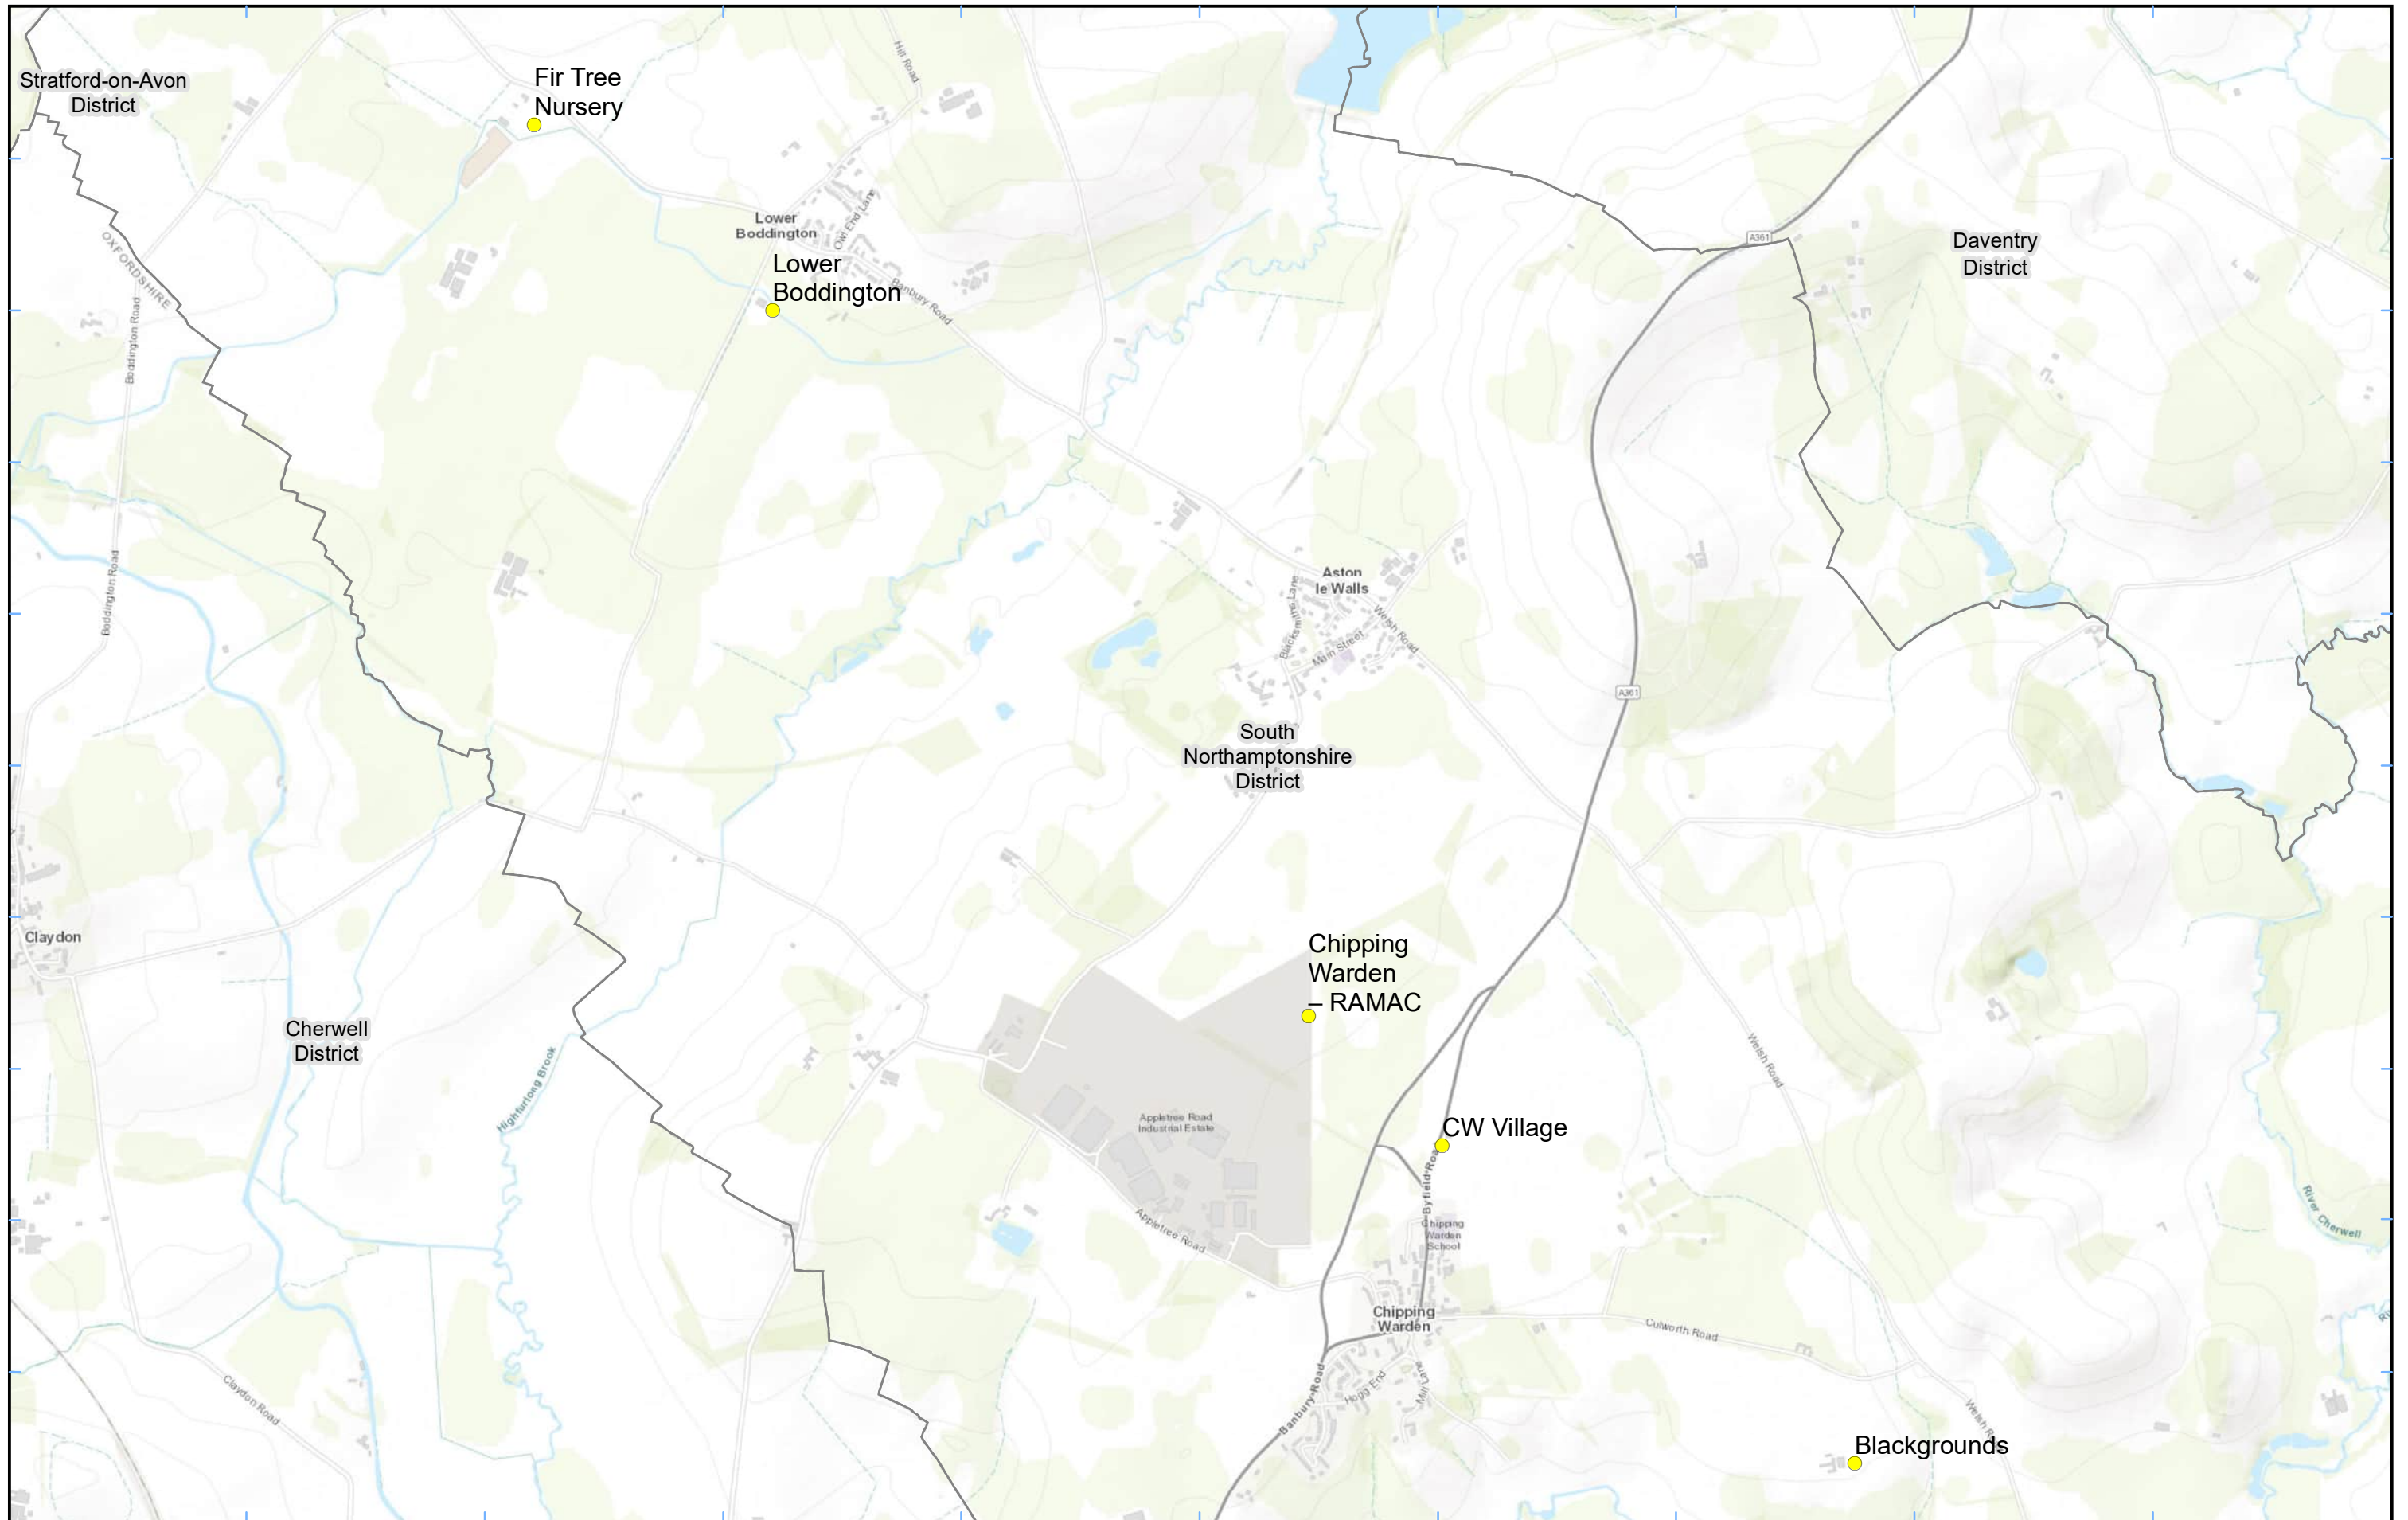 Hill Road
Stratford-on-Avon
District
Fir Tree
Nursery
Lower
Boddington
Owl End Lane
OXFORDSHIRE
A361
Daventry
District
Lower
Boddington
Banbury Road
Boddington Road
Boddington Road
Aston
le Walls
Blacksmiths Lane
Main Street
Welsh Road
A361
South
Northamptonshire
District
Claydon
Chipping
Warden
– RAMAC
Cherwell
District
Highfurlong Brook
Welsh Road
Appletree Road
Industrial Estate
CW Village
Byfield Roa
Appletree Road
Chipping
Warden
School
River Cherwell
Chipping
Warden
Culworth Road
Claydon Road
Banbury Road
Hogg End
Mill Lane
Welsh R
Blackgrounds